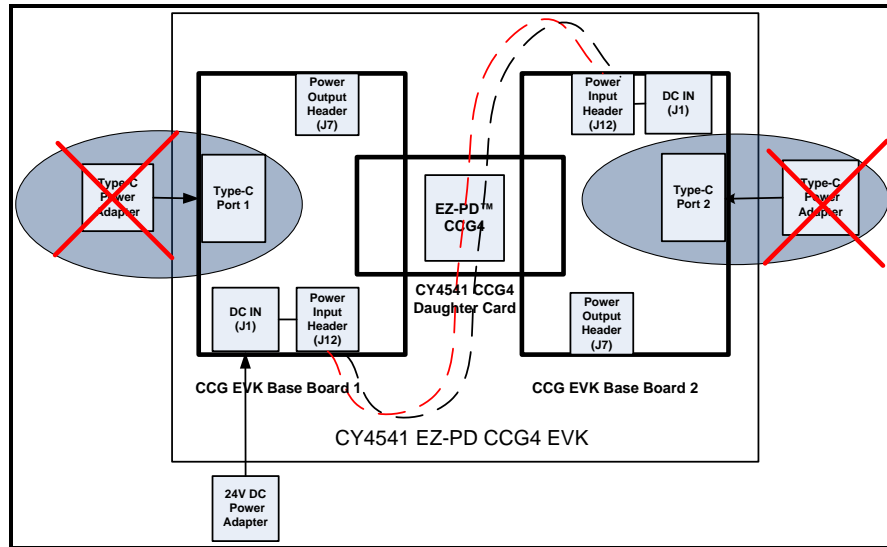 Power
Output
Header
(J7)
Power
Input
Header
(J12)
DC IN
(J1)
Type-C
Power
Adapter
Type-C
Port 1
EZ-PD™
CCG4
Type-C
Port 2
Type-C
Power
Adapter
CY4541 CCG4
Daughter Card
DC IN
(J1)
Power
Input
Header
(J12)
Power
Output
Header
(J7)
CCG EVK Base Board 1
CCG EVK Base Board 2
CY4541 EZ-PD CCG4 EVK
24V DC
Power
Adapter